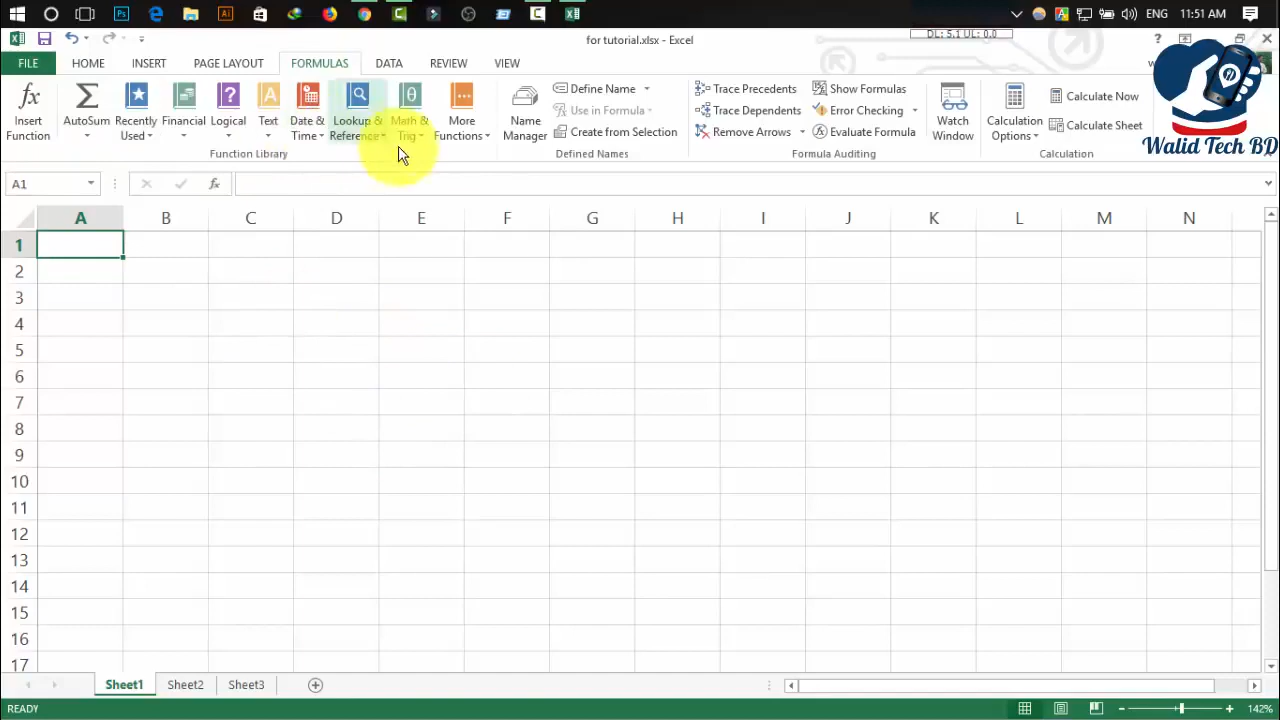 ENG 11:51 AM
for tutorial.xlsx - Excel
DL: 5.1 UL: 0.0
FILE HOME INSERT PAGE LAYOUT FORMULAS DATA REVIEW VIEW
Insert Function
AutoSum
Recently Used
Financial
Logical
Text
Date & Time
Lookup & Reference
Math & Trig
More Functions
Function Library
Name Manager
Define Name
Use in Formula
Create from Selection
Defined Names
Trace Precedents
Trace Dependents
Remove Arrows
Show Formulas
Error Checking
Evaluate Formula
Formula Auditing
Watch Window
Calculation Options
Calculate Now
Calculate Sheet
Calculation
Walid Tech BD
A1 fx
A B C D E F G H I J K L M N
1
2
3
4
5
6
7
8
9
10
11
12
13
14
15
16
17
Sheet1 Sheet2 Sheet3
READY 142%